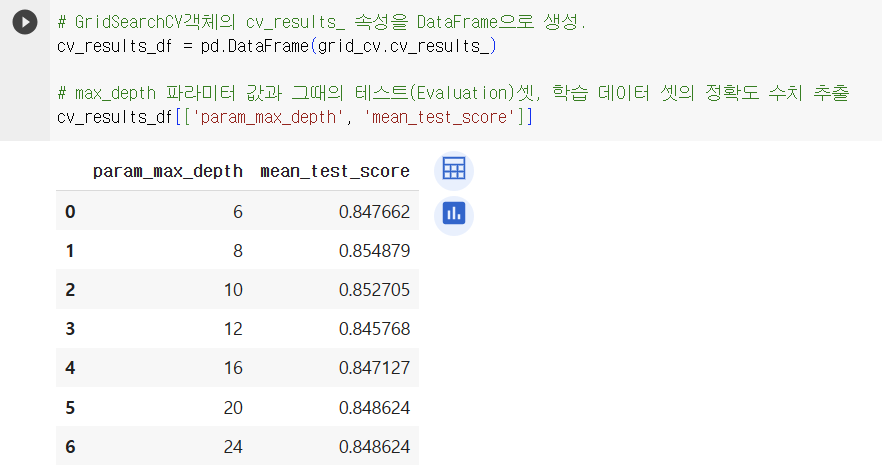 # GridSearchCV객체의 cv_results_ 속성을 DataFrame으로 생성.
cv_results_df = pd.DataFrame(grid_cv.cv_results_)
# max_depth 파라미터 값과 그때의 테스트(Evaluation)셋, 학습 데이터 셋의 정확도 수치 추출
cv_results_df[['param_max_depth', 'mean_test_score']]
param_max_depth mean_test_score
0 6 0.847662
1 8 0.854879
2 10 0.852705
3 12 0.845768
4 16 0.847127
5 20 0.848624
6 24 0.848624